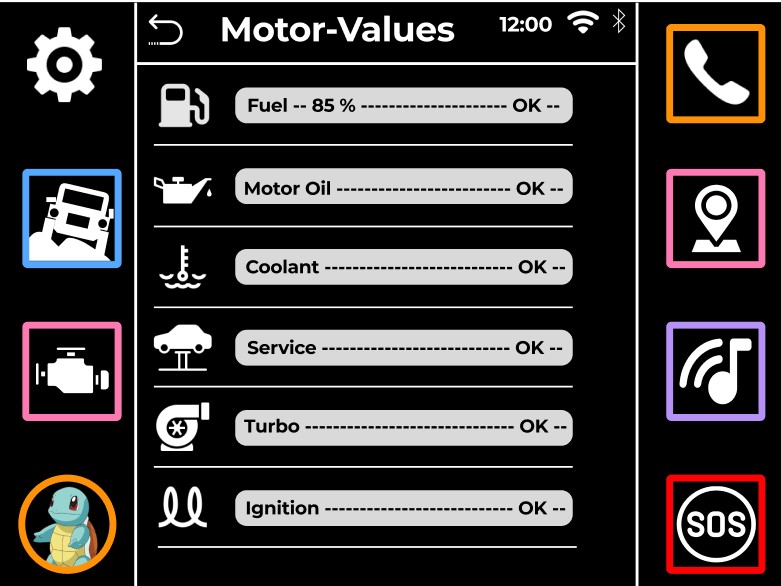 Motor-Values
12:00
Fuel -- 85 % --------------------- OK --
Motor Oil ------------------------- OK --
Coolant --------------------------- OK --
Service --------------------------- OK --
Turbo ------------------------------ OK --
Ignition --------------------------- OK --
SOS